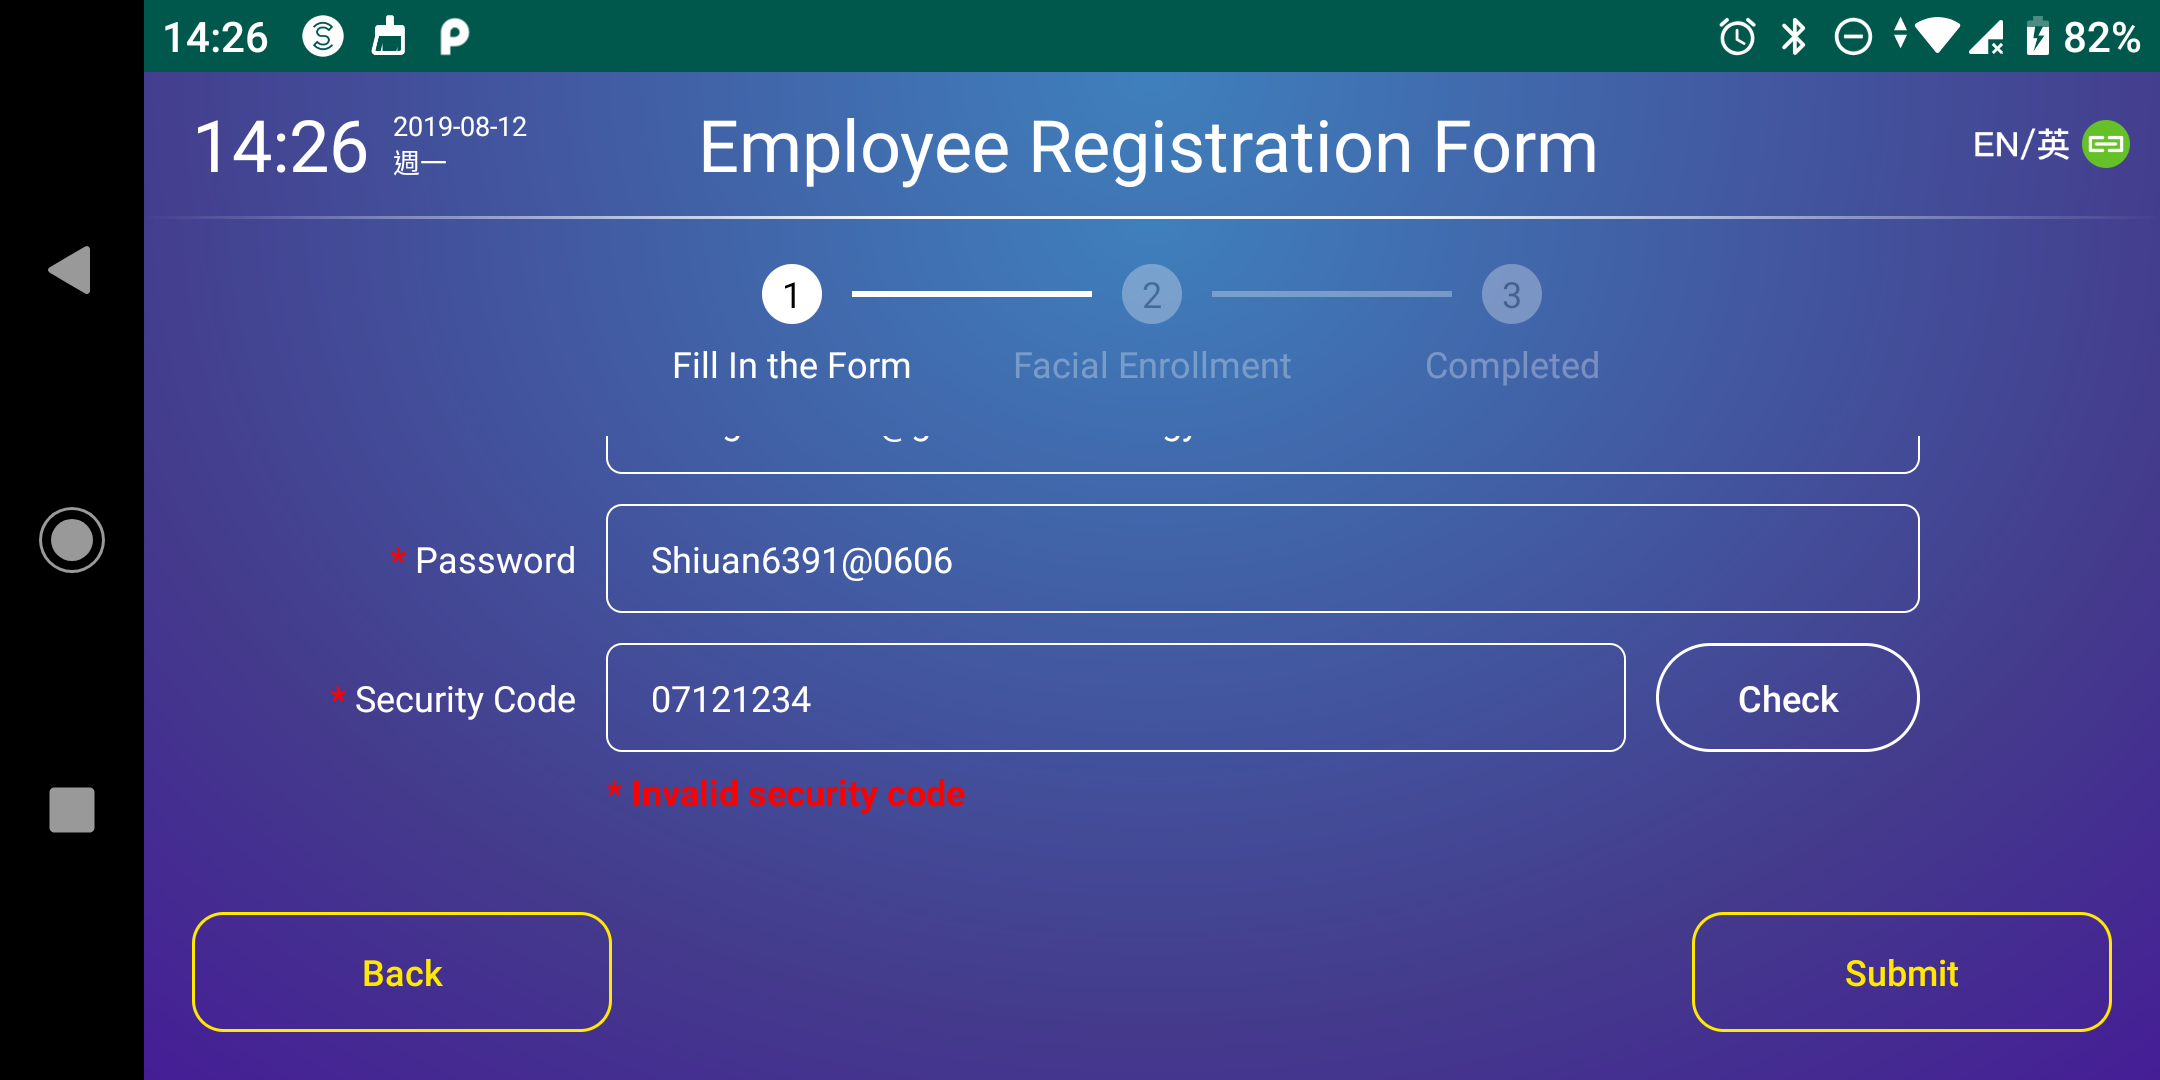 14:26
82%
14:26
2019-08-12
週一
Employee Registration Form
EN/英
1
2
3
Fill In the Form
Facial Enrollment
Completed
* Password
Shiuan6391@0606
* Security Code
07121234
Check
* Invalid security code
Back
Submit